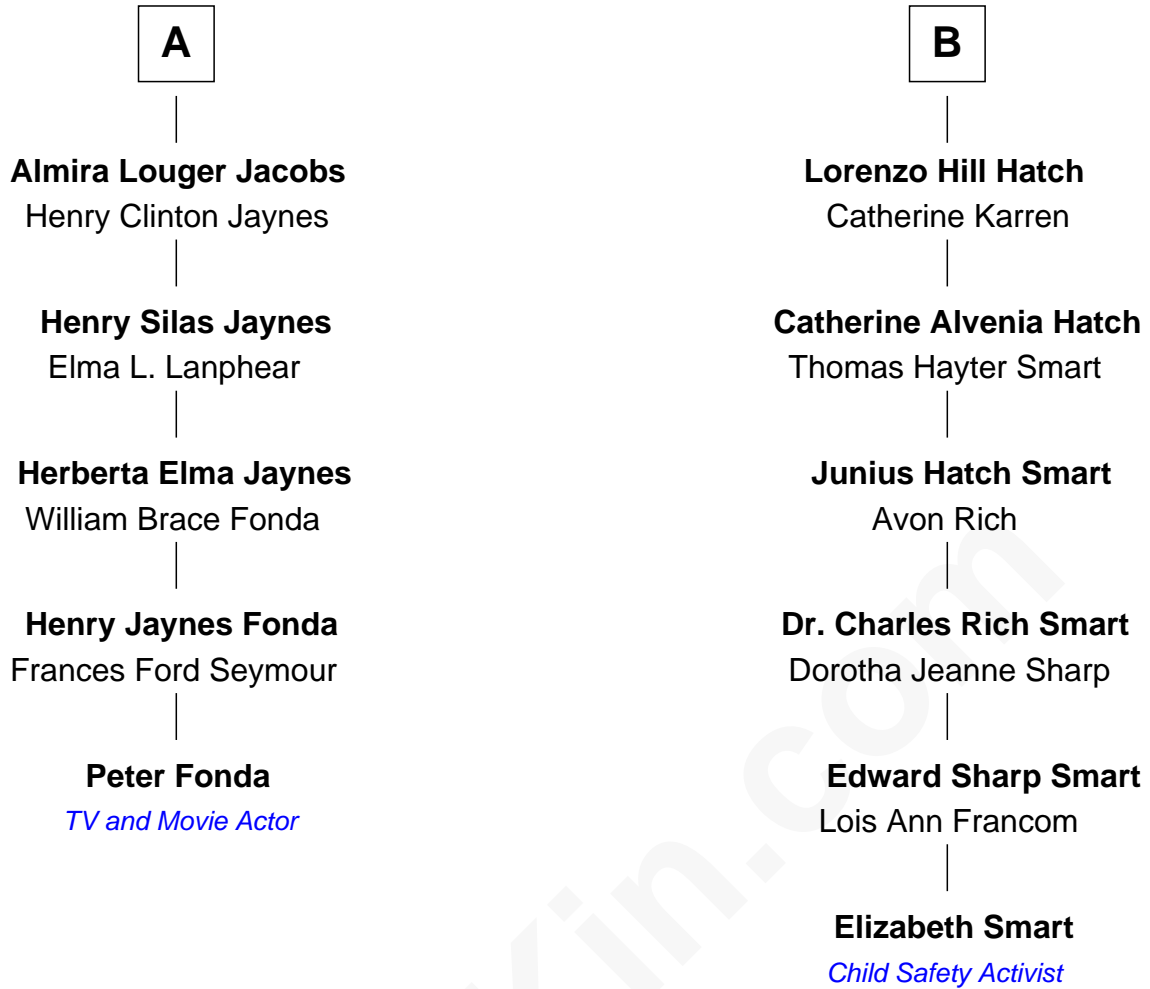 A
Almira Louger Jacobs
Henry Clinton Jaynes
Henry Silas Jaynes
Elma L. Lanphear
Herberta Elma Jaynes
William Brace Fonda
Henry Jaynes Fonda
Frances Ford Seymour
Peter Fonda
TV and Movie Actor
B
Lorenzo Hill Hatch
Catherine Karren
Catherine Alvenia Hatch
Thomas Hayter Smart
Junius Hatch Smart
Avon Rich
Dr. Charles Rich Smart
Dorotha Jeanne Sharp
Edward Sharp Smart
Lois Ann Francom
Elizabeth Smart
Child Safety Activist
Kin.com